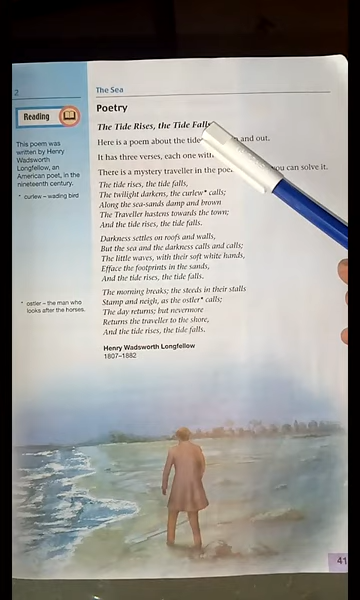 2
The Sea
Reading
Poetry
The Tide Rises, the Tide Falls
Here is a poem about the tide and out.
It has three verses, each one with
There is a mysterious traveller in the you can solve it.
This poem was
written by Henry
Wadsworth
Longfellow, an
American poet, in the
nineteenth century.
* curlew – wading bird
The tide rises, the tide falls,
The twilight darkens, the curlew* calls;
Along the sea-sands damp and brown
The Traveller hastens towards the town;
And the tide rises, the tide falls.
Darkness settles on roofs and walls,
But the sea and the darkness calls and calls;
The little waves, with their soft white hands,
Efface the footprints in the sands,
And the tide rises, the tide falls.
The morning breaks; the steeds in their stalls
Stamp and neigh, as the ostler* calls;
The day returns; but nevermore
Returns the traveller to the shore,
And the tide rises, the tide falls.
* ostler – the man who
looks after the horses.
Henry Wadsworth Longfellow
1807–1882
41